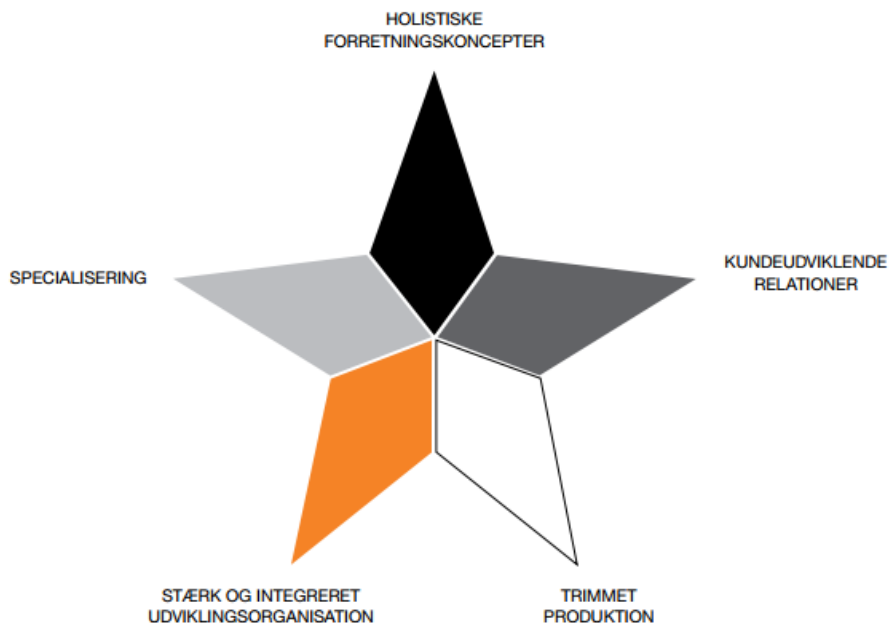 HOLISTISKE
FORRETNINGSKONCEPTER
SPECIALISERING
KUNDEUDVIKLENDE
RELATIONER
STÆRK OG INTEGRERET
UDVIKLINGSORGANISATION
TRIMMET
PRODUKTION